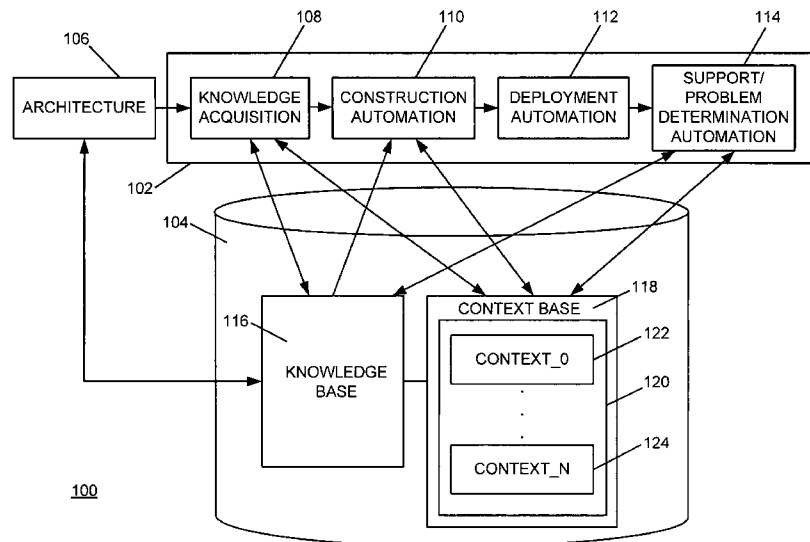 106
108
110
112
114
ARCHITECTURE
KNOWLEDGE
ACQUISITION
CONSTRUCTION
AUTOMATION
DEPLOYMENT
AUTOMATION
SUPPORT/
PROBLEM
DETERMINATION
AUTOMATION
102
104
116
KNOWLEDGE
BASE
CONTEXT BASE
118
CONTEXT_0
122
120
CONTEXT_N
124
100